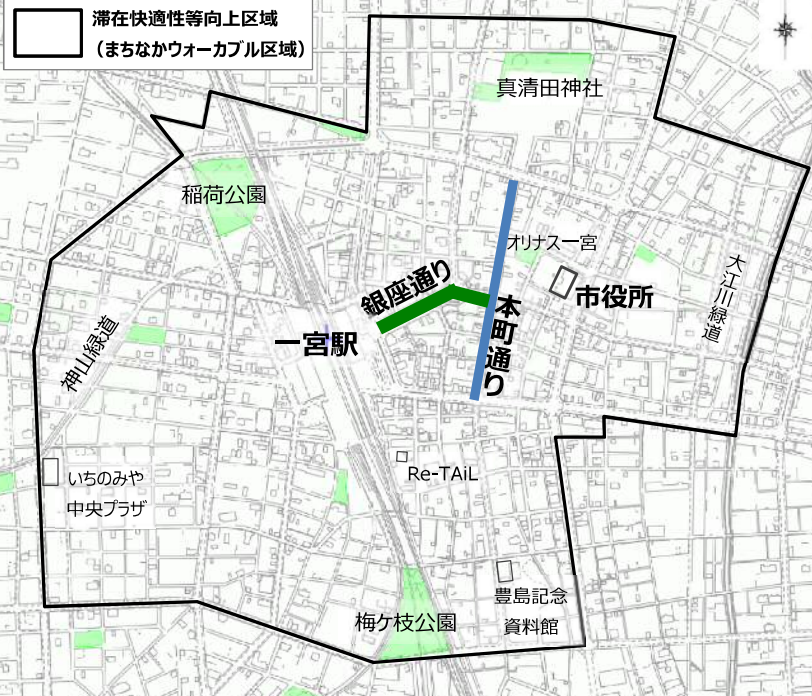 滞在快適性等向上区域
（まちなかウォーカブル区域）
真清田神社
稲荷公園
オリナス一宮
大江川緑道
銀座通り
市役所
本町通り
一宮駅
神山緑道
いちのみや
中央プラザ
Re-TAiL
豊島記念
資料館
梅ケ枝公園